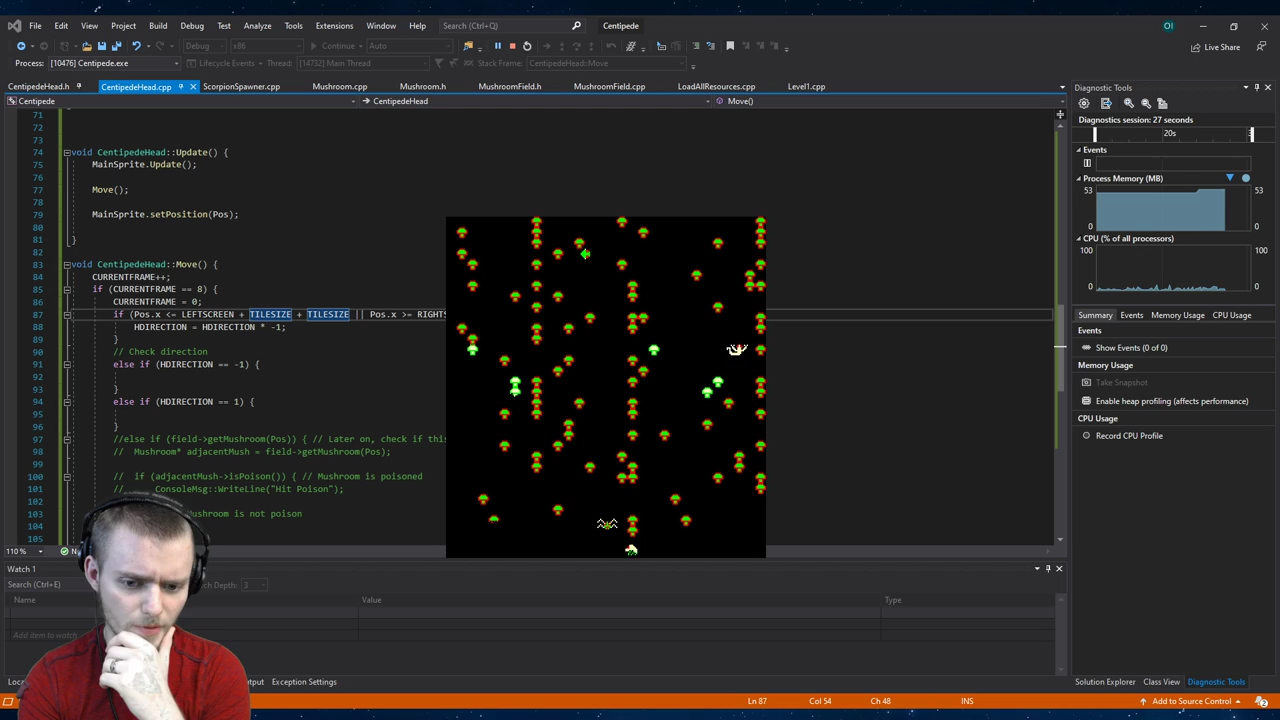 File Edit View Project Build Debug Test Analyze Tools Extensions Window Help Search (Ctrl+Q) Centipede OI
Debug x86 Continue Auto Live Share
Process: [10476] Centipede.exe Lifecycle Events Thread: [14732] Main Thread Stack Frame: CentipedeHead::Move
CentipedeHead.h CentipedeHead.cpp ScorpionSpawner.cpp Mushroom.cpp Mushroom.h MushroomField.h MushroomField.cpp LoadAllResources.cpp Level1.cpp
Centipede CentipedeHead Move()
71
72
73
74 void CentipedeHead::Update() {
75 MainSprite.Update();
76
77 Move();
78
79 MainSprite.setPosition(Pos);
80
81 }
82
83 void CentipedeHead::Move() {
84 CURRENTFRAME++;
85 if (CURRENTFRAME == 8) {
86 CURRENTFRAME = 0;
87 if (Pos.x <= LEFTSCREEN + TILESIZE + TILESIZE || Pos.x >= RIGHTS
88 HDIRECTION = HDIRECTION * -1;
89 }
90 // Check direction
91 else if (HDIRECTION == -1) {
92
93 }
94 else if (HDIRECTION == 1) {
95
96 }
97 //else if (field->getMushroom(Pos)) { // Later on, check if this
98 // Mushroom* adjacentMush = field->getMushroom(Pos);
99
100 // if (adjacentMush->isPoison()) { // Mushroom is poisoned
101 // ConsoleMsg::WriteLine("Hit Poison");
102
103 Mushroom is not poison
104
105
110 %
Diagnostic Tools
Diagnostics session: 27 seconds
20s
Events
Process Memory (MB)
53 53
0 0
CPU (% of all processors)
100 100
0 0
Summary Events Memory Usage CPU Usage
Events
Show Events (0 of 0)
Memory Usage
Take Snapshot
Enable heap profiling (affects performance)
CPU Usage
Record CPU Profile
Watch 1
Search (Ctrl+E) Search Depth: 3
Name Value Type
Add item to watch
Exception Settings
Solution Explorer Class View Diagnostic Tools
Ln 87 Col 54 Ch 48 INS Add to Source Control 2